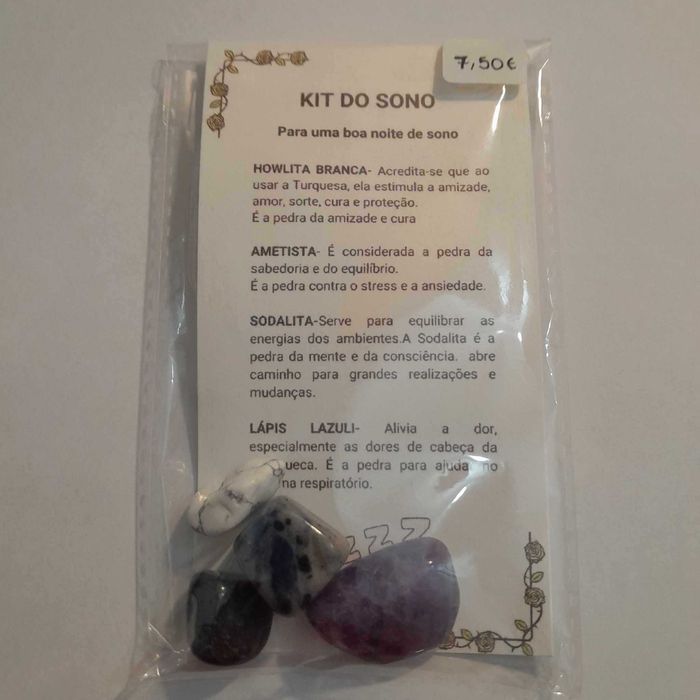 7,50€
KIT DO SONO
Para uma boa noite de sono
HOWLITA BRANCA- Acredita-se que ao
usar a Turquesa, ela estimula a amizade,
amor, sorte, cura e proteção.
É a pedra da amizade e cura
AMETISTA- É considerada a pedra da
sabedoria e do equilíbrio.
É a pedra contra o stress e a ansiedade.
SODALITA-Serve para equilibrar as
energias dos ambientes.A Sodalita é a
pedra da mente e da consciência. abre
caminho para grandes realizações e
mudanças.
LÁPIS LAZULI- Alivia a dor,
especialmente as dores de cabeça da
É a pedra para no
respiratório.
Z Z Z